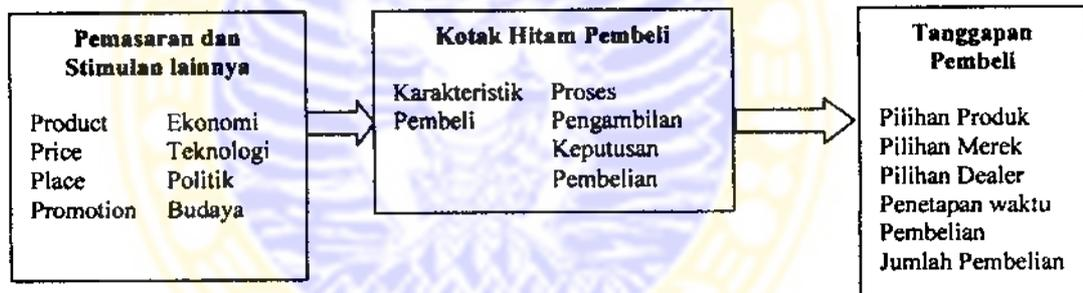 Pemasaran dan
Stimulan lainnya
Product Ekonomi
Price Teknologi
Place Politik
Promotion Budaya
Kotak Hitam Pembeli
Karakteristik Proses
Pembeli Pengambilan
Keputusan
Pembelian
Tanggapan
Pembeli
Pilihan Produk
Pilihan Merek
Pilihan Dealer
Penetapan waktu
Pembelian
Jumlah Pembelian